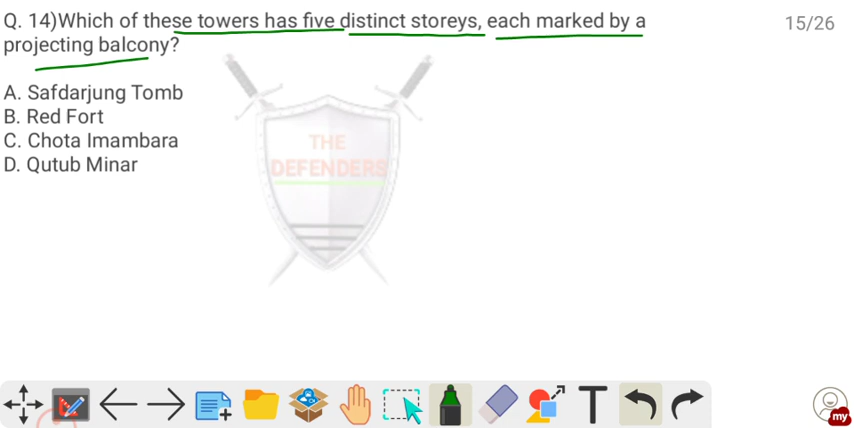 Q. 14)Which of these towers has five distinct storeys, each marked by a
projecting balcony?
15/26
A. Safdarjung Tomb
B. Red Fort
C. Chota Imambara
D. Qutub Minar
THE
DEFENDERS
T
my